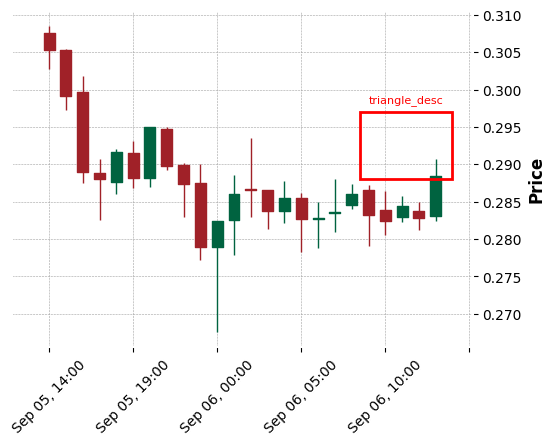 triangle_desc
0.310
0.305
0.300
0.295
0.290
0.285
0.280
0.275
0.270
Price
Sep 05, 14:00
Sep 05, 19:00
Sep 06, 00:00
Sep 06, 05:00
Sep 06, 10:00